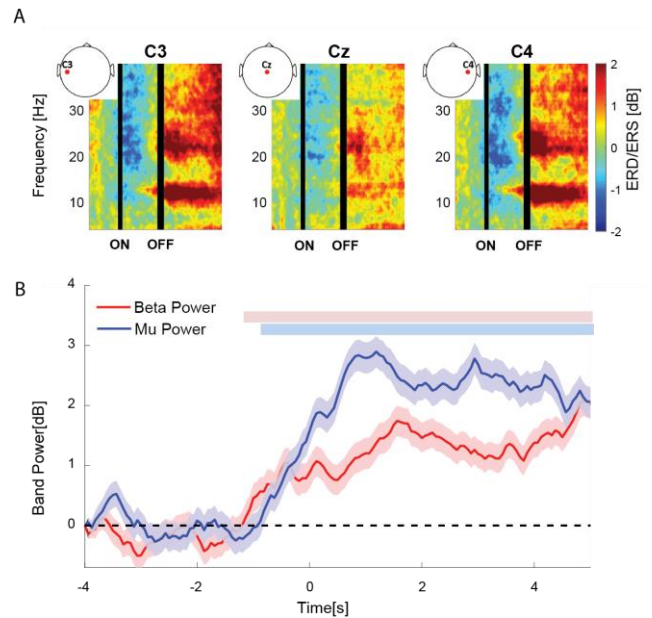 A
C3 Cz C4
C3 Cz C4
Frequency [Hz]
30
20
10
30
20
10
30
20
10
ON OFF
ON OFF
ON OFF
2
1
0
-1
-2
ERD/ERS [dB]
B
Beta Power
Mu Power
Band Power[dB]
4
3
2
1
0
-4 -2 0 2 4
Time[s]